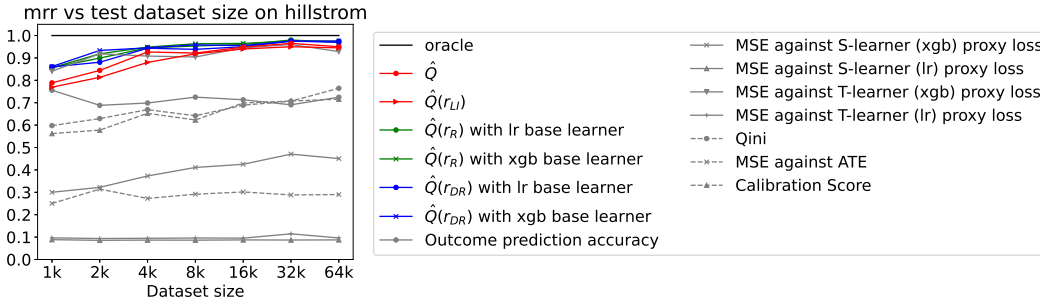 mrr vs test dataset size on hillstrom
1.0
0.9
0.8
0.7
0.6
0.5
0.4
0.3
0.2
0.1
0.0
1k 2k 4k 8k 16k 32k 64k
Dataset size
oracle
Q̂
Q̂(r_LI)
Q̂(r_R) with lr base learner
Q̂(r_R) with xgb base learner
Q̂(r_DR) with lr base learner
Q̂(r_DR) with xgb base learner
Outcome prediction accuracy
MSE against S-learner (xgb) proxy loss
MSE against S-learner (lr) proxy loss
MSE against T-learner (xgb) proxy loss
MSE against T-learner (lr) proxy loss
Qini
MSE against ATE
Calibration Score